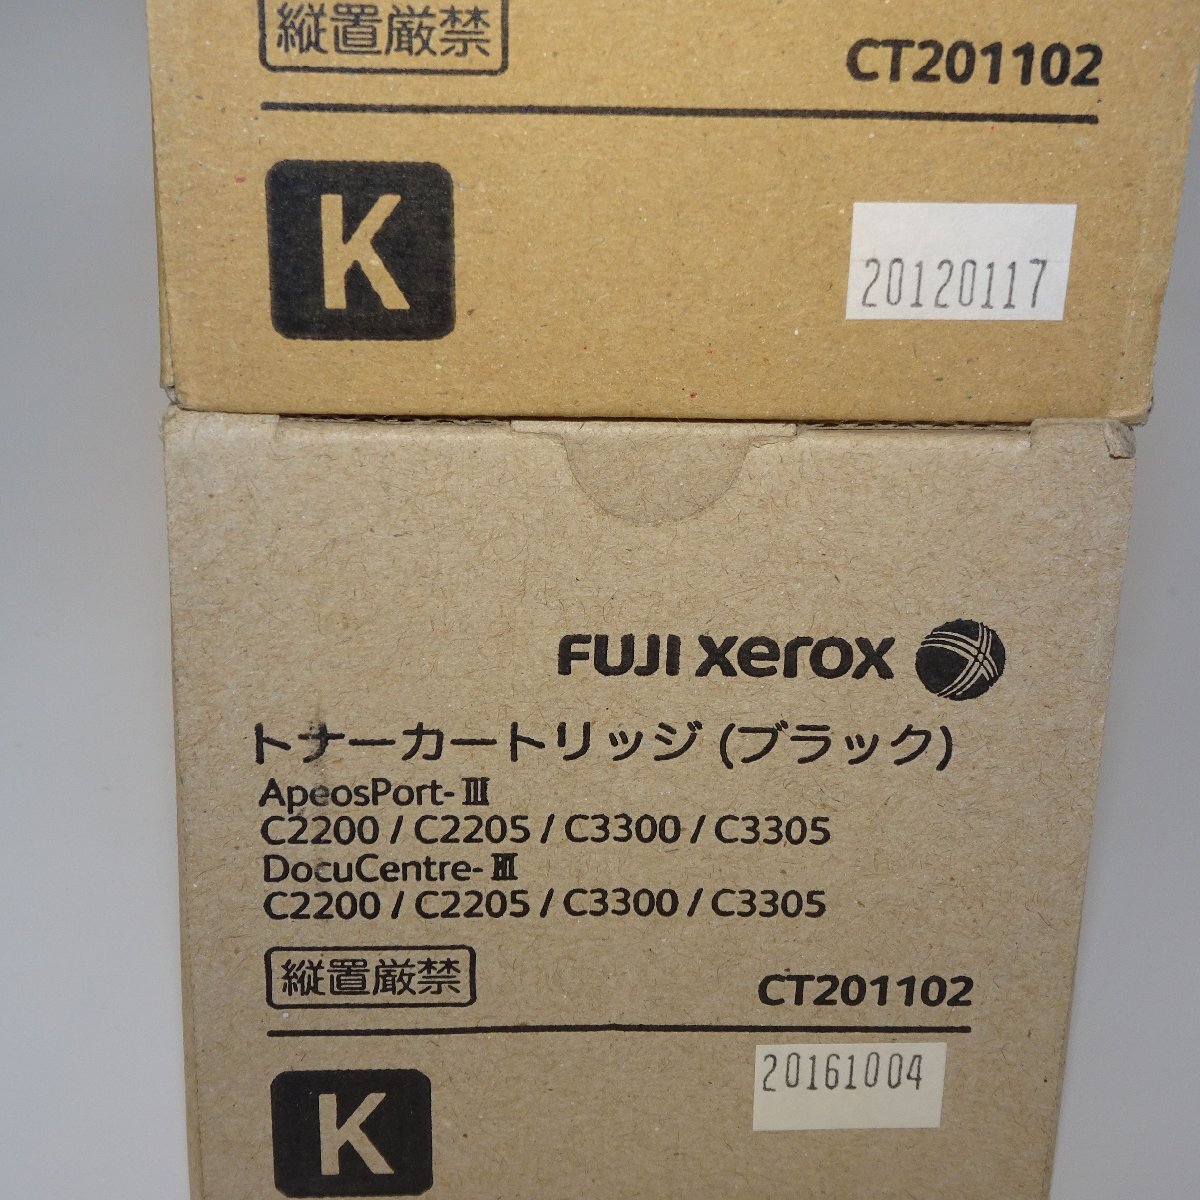 縦置厳禁
CT201102
K
20120117
FUJI xerox
トナーカートリッジ (ブラック)
ApeosPort-Ⅲ
C2200 / C2205 / C3300 / C3305
DocuCentre-Ⅲ
C2200 / C2205 / C3300 / C3305
縦置厳禁
CT201102
20161004
K